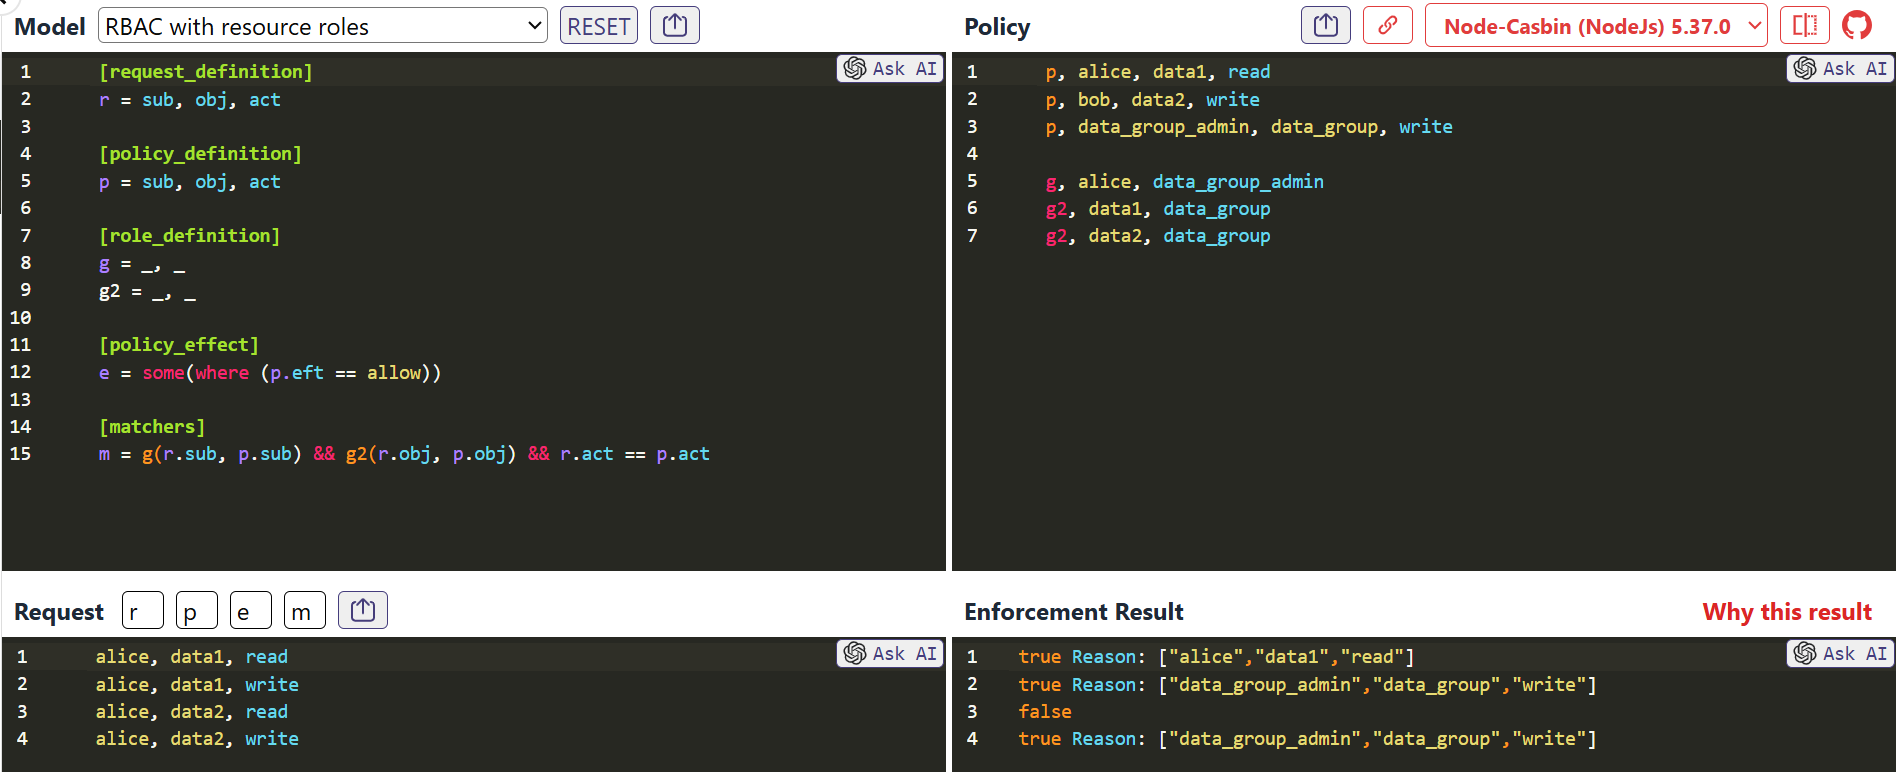 Model RBAC with resource roles RESET
Ask AI
1 [request_definition]
2 r = sub, obj, act
3
4 [policy_definition]
5 p = sub, obj, act
6
7 [role_definition]
8 g = _, _
9 g2 = _, _
10
11 [policy_effect]
12 e = some(where (p.eft == allow))
13
14 [matchers]
15 m = g(r.sub, p.sub) && g2(r.obj, p.obj) && r.act == p.act
Policy Node-Casbin (NodeJs) 5.37.0
Ask AI
1 p, alice, data1, read
2 p, bob, data2, write
3 p, data_group_admin, data_group, write
4
5 g, alice, data_group_admin
6 g2, data1, data_group
7 g2, data2, data_group
Request r p e m
Ask AI
1 alice, data1, read
2 alice, data1, write
3 alice, data2, read
4 alice, data2, write
Enforcement Result Why this result
Ask AI
1 true Reason: ["alice","data1","read"]
2 true Reason: ["data_group_admin","data_group","write"]
3 false
4 true Reason: ["data_group_admin","data_group","write"]